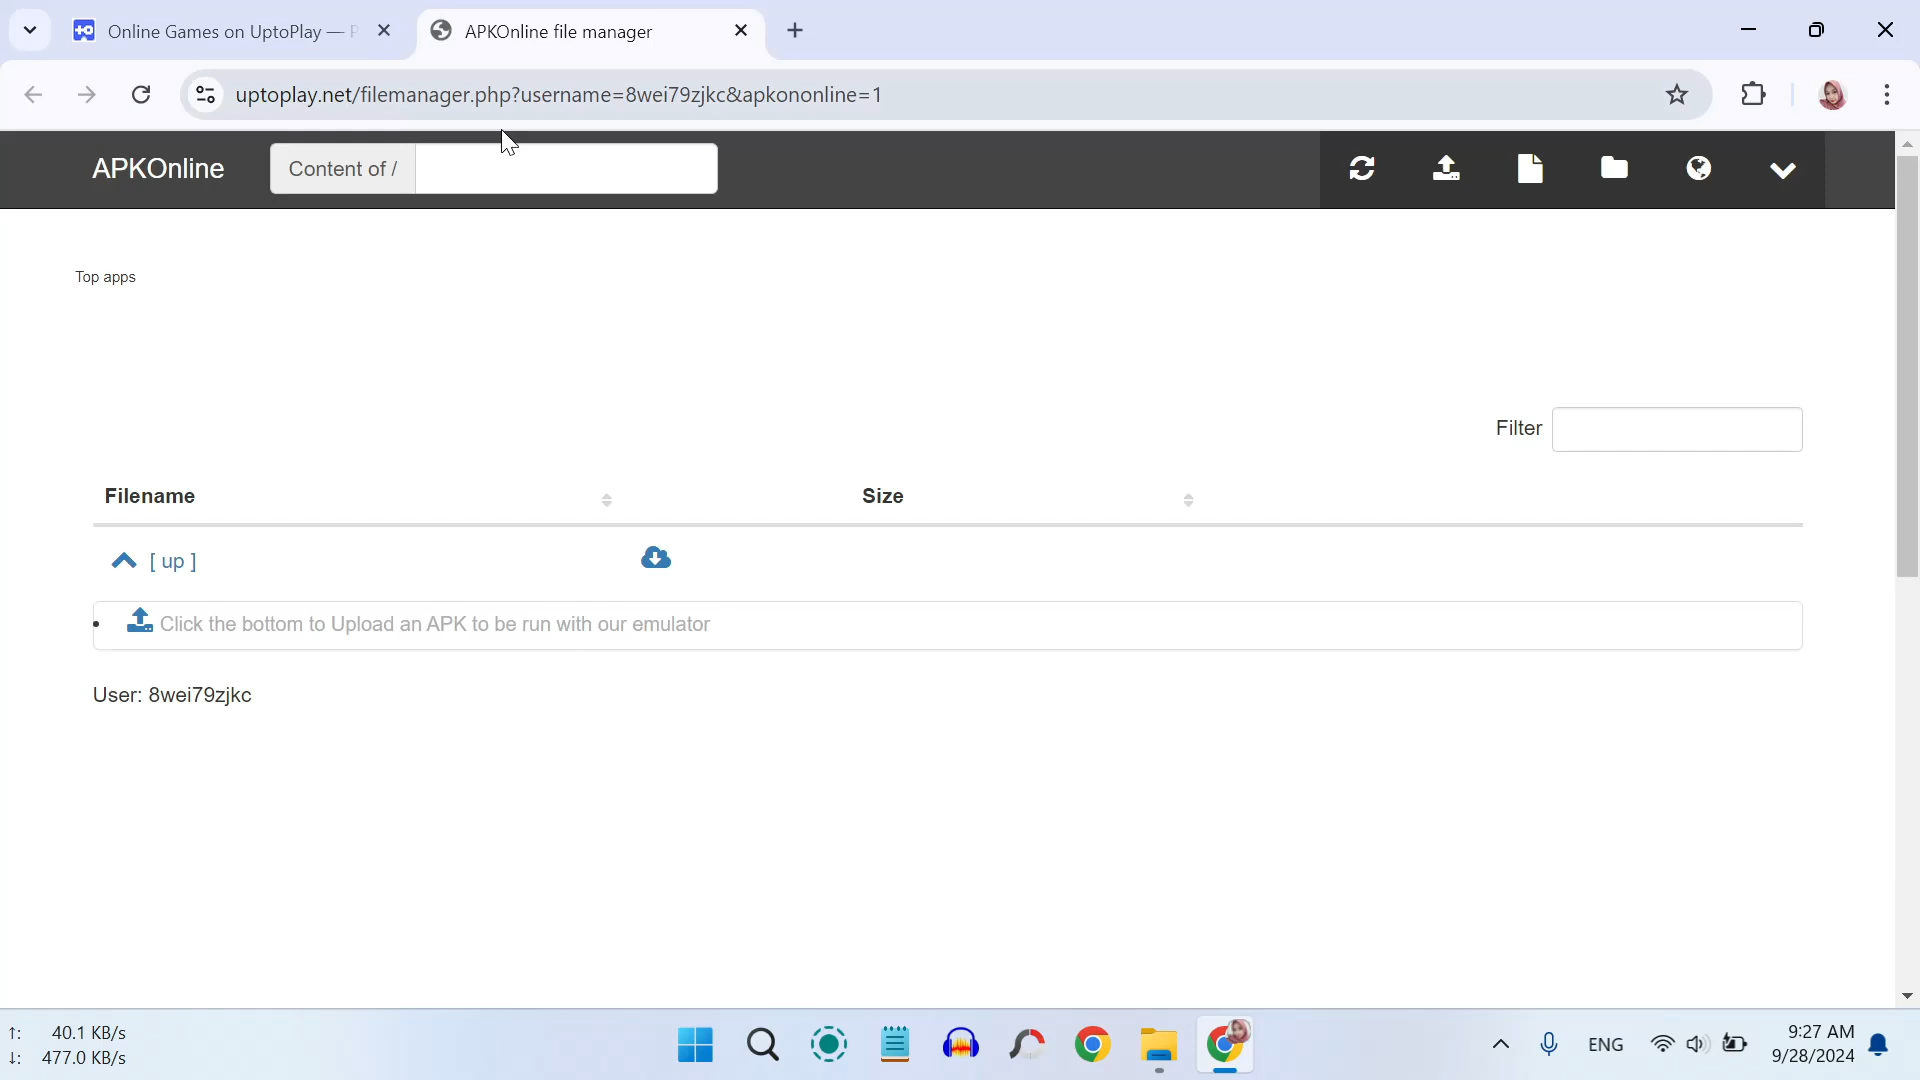 Online Games on UptoPlay — P
APKOnline file manager
uptoplay.net/filemanager.php?username=8wei79zjkc&apkononline=1
APKOnline
Content of /
Top apps
Filter
Filename
Size
[ up ]
Click the bottom to Upload an APK to be run with our emulator
User: 8wei79zjkc
↑: 40.1 KB/s
↓: 477.0 KB/s
ENG
9:27 AM
9/28/2024